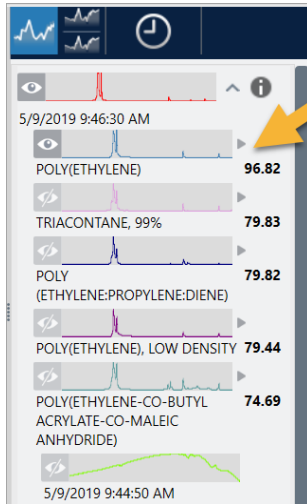 5/9/2019 9:46:30 AM
POLY(ETHYLENE) 96.82
TRIACONTANE, 99% 79.83
POLY 79.82
(ETHYLENE:PROPYLENE:DIENE)
POLY(ETHYLENE), LOW DENSITY 79.44
POLY(ETHYLENE-CO-BUTYL 74.69
ACRYLATE-CO-MALEIC
ANHYDRIDE)
5/9/2019 9:44:50 AM